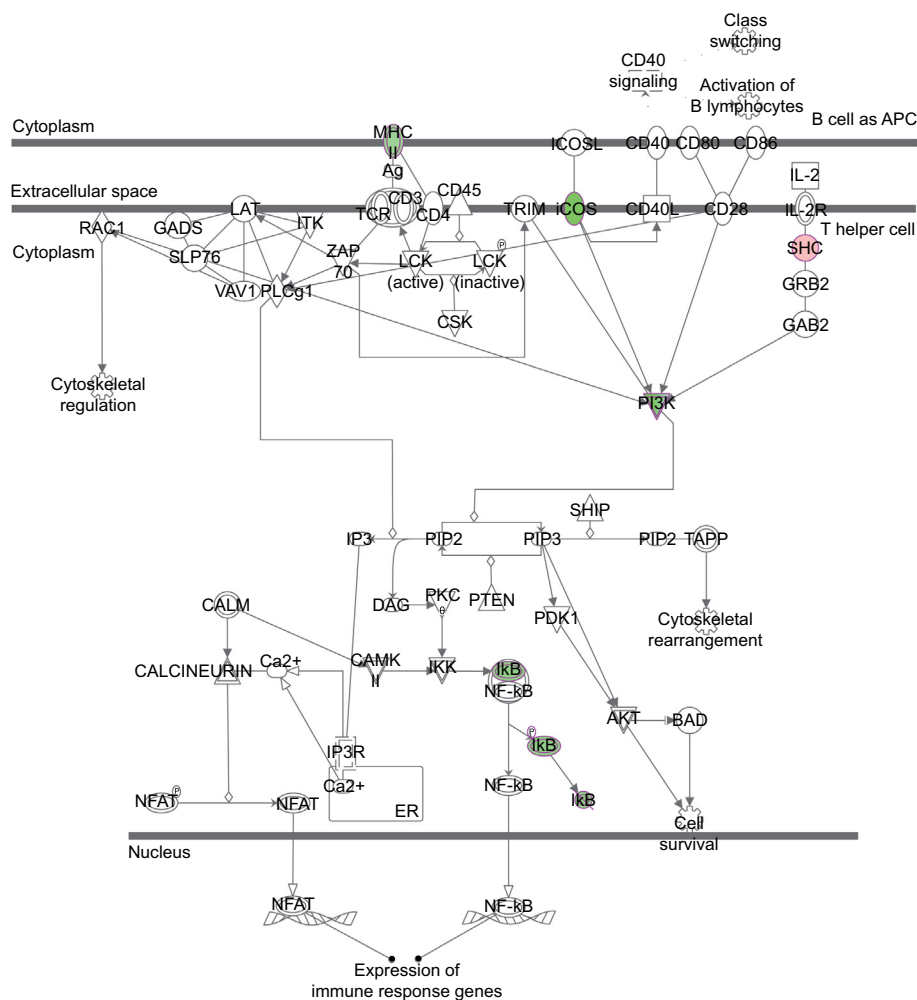 Class
switching
CD40
signaling
Activation of
B lymphocytes
Cytoplasm
B cell as APC
MHC
II
ICOSL
CD40
CD80
CD86
Ag
IL-2
Extracellular space
CD45
LAT
CD3
TCR
CD4
TRIM
iCOS
CD40L
CD28
IL-2R
T helper cell
RAC1
GADS
ITK
Cytoplasm
SLP76
ZAP
70
LCK
(active)
P
LCK
(inactive)
SHC
VAV1
PLCg1
GRB2
CSK
GAB2
Cytoskeletal
regulation
PI3K
SHIP
IP3
PIP2
PIP3
PIP2
TAPP
CALM
DAG
PKC
θ
PTEN
PDK1
Cytoskeletal
rearrangement
CALCINEURIN
Ca2+
CAMK
II
IKK
IkB
NF-kB
AKT
BAD
P
IkB
IP3R
Ca2+
NF-kB
IkB
P
NFAT
NFAT
ER
Cell
survival
Nucleus
NFAT
NF-kB
Expression of
immune response genes